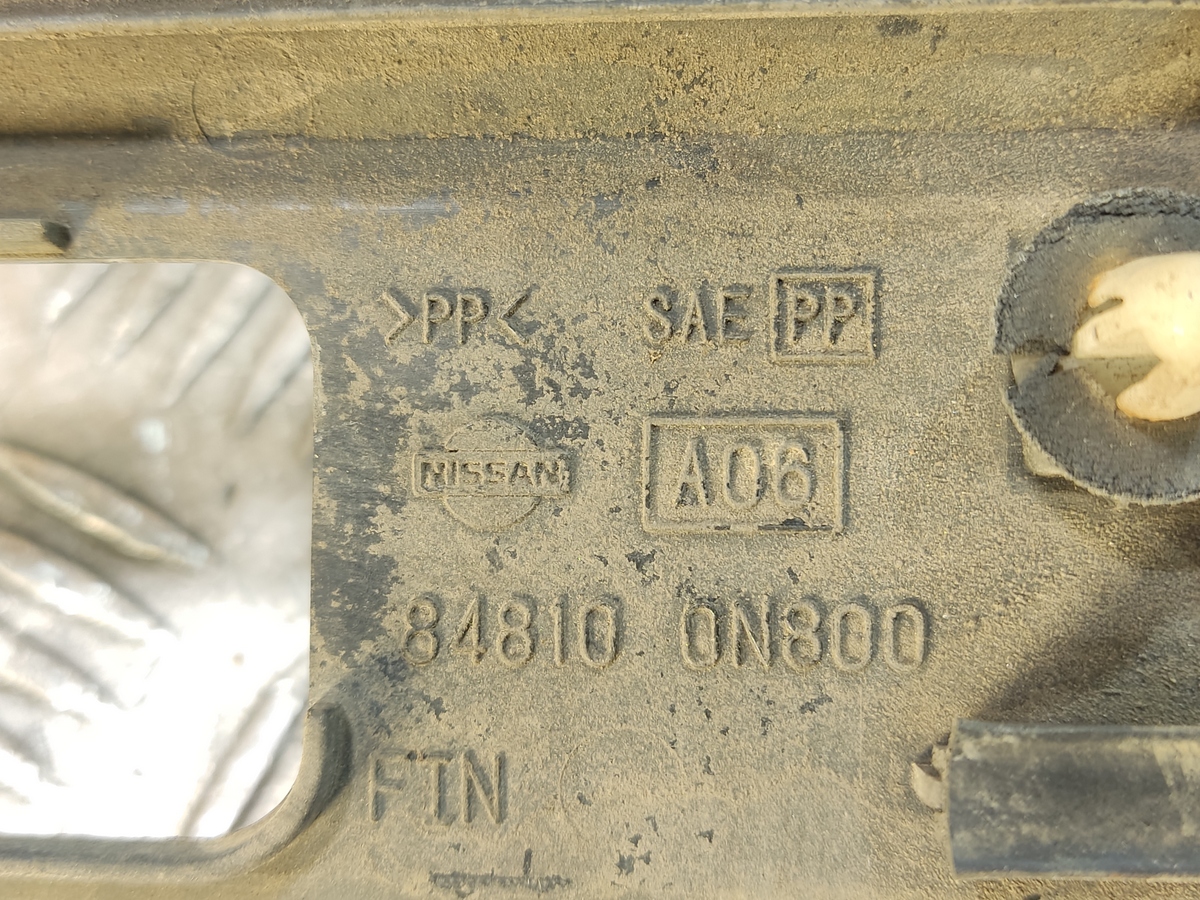 >PP< SAE PP
NISSAN A06
84810 0N800
FTN